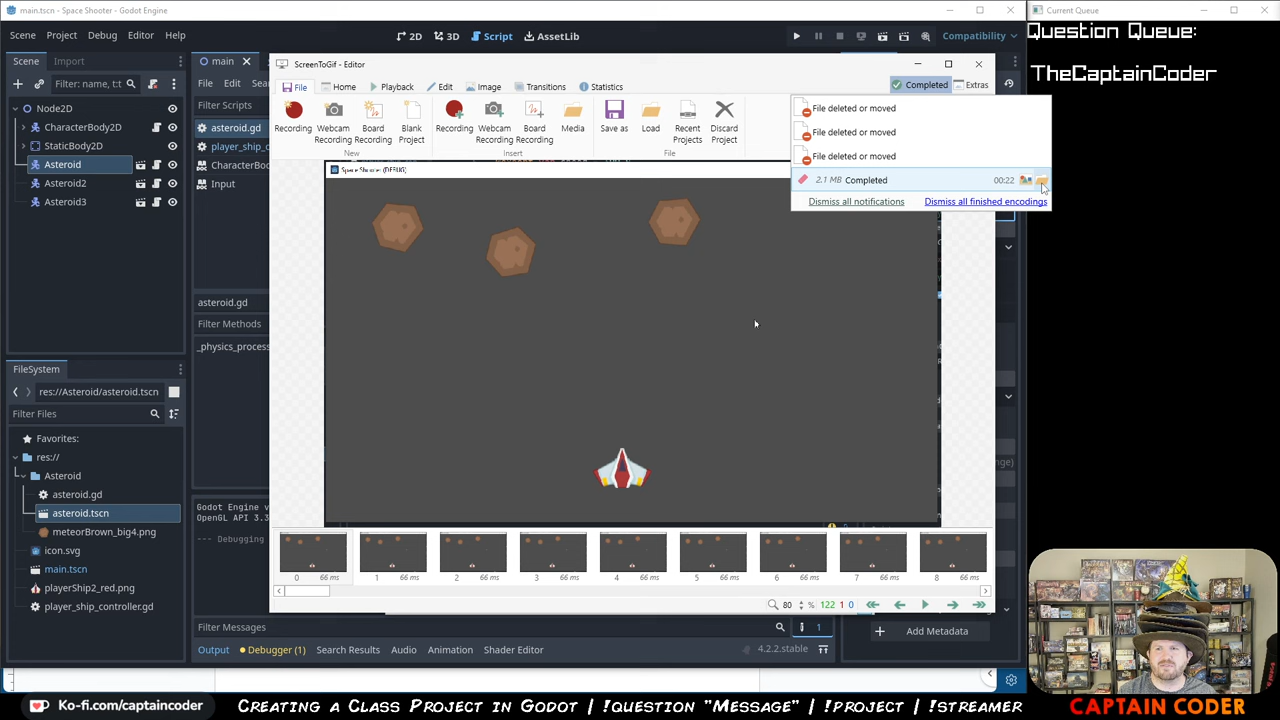 main.tscn - Space Shooter - Godot Engine
Scene Project Debug Editor Help
2D 3D Script AssetLib
Compatibility
Scene Import
Filter: name, t:t
Node2D
CharacterBody2D
StaticBody2D
Asteroid
Asteroid2
Asteroid3
main
File Edit
Filter Scripts
asteroid.gd
player_ship_c
CharacterBo
Input
asteroid.gd
Filter Methods
_physics_proces
FileSystem
res://Asteroid/asteroid.tscn
Filter Files
Favorites:
res://
Asteroid
asteroid.gd
asteroid.tscn
meteorBrown_big4.png
icon.svg
main.tscn
playerShip2_red.png
player_ship_controller.gd
Godot Engine v
OpenGL API 3.3
--- Debugging
Filter Messages
1
Output Debugger (1) Search Results Audio Animation Shader Editor
4.2.2.stable
Add Metadata
ScreenToGif - Editor
File Home Playback Edit Image Transitions Statistics
Completed Extras
Recording Webcam Recording Board Recording Blank Project
New
Recording Webcam Recording Board Recording Media
Insert
Save as Load Recent Projects Discard Project
File
File deleted or moved
File deleted or moved
File deleted or moved
2.1 MB Completed 00:22
Dismiss all notifications Dismiss all finished encodings
Space Shooter (DEBUG)
0 66 ms
1 66 ms
2 66 ms
3 66 ms
4 66 ms
5 66 ms
6 66 ms
7 66 ms
8 66 ms
80 % 122 1 0
Current Queue
Question Queue:
TheCaptainCoder
Ko-fi.com/captaincoder
Creating a Class Project in Godot | !question "Message" | !project | !streamer
CAPTAIN CODER